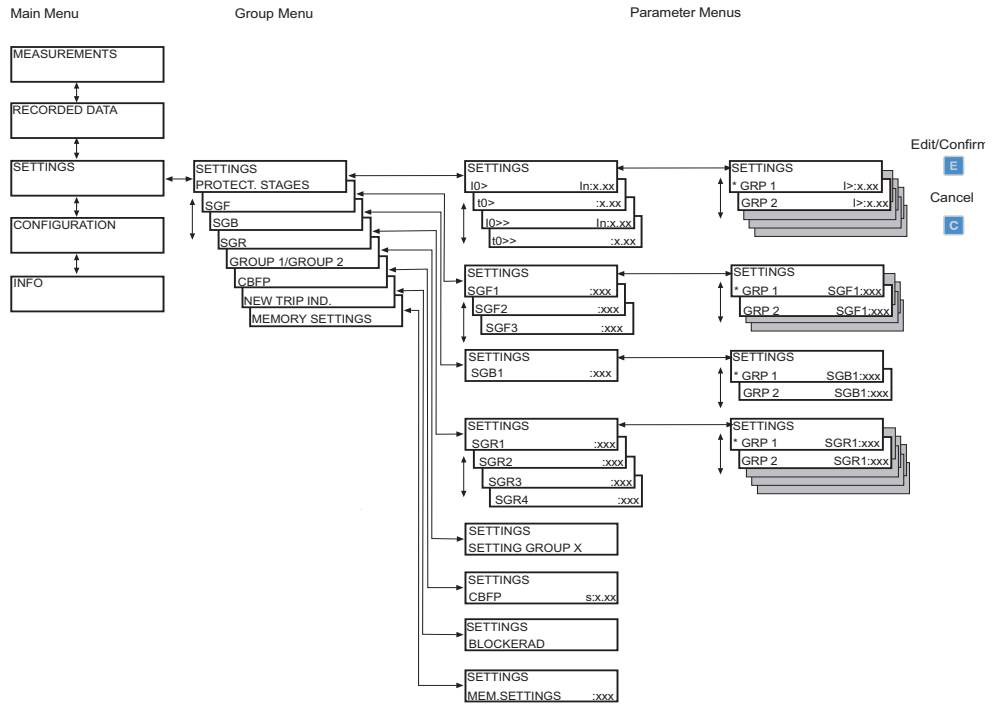 Main Menu
Group Menu
Parameter Menus
MEASUREMENTS
RECORDED DATA
SETTINGS
CONFIGURATION
INFO
SETTINGS
PROTECT. STAGES
SGF
SGB
SGR
GROUP 1/GROUP 2
CBFP
NEW TRIP IND.
MEMORY SETTINGS
SETTINGS
I0> In:x.xx
t0> :x.xx
I0>> In:x.xx
t0>> :x.xx
SETTINGS
* GRP 1 I>:x.xx
GRP 2 I>:x.xx
Edit/Confirm
E
Cancel
C
SETTINGS
SGF1 :xxx
SGF2 :xxx
SGF3 :xxx
SETTINGS
* GRP 1 SGF1:xxx
GRP 2 SGF1:xxx
SETTINGS
SGB1 :xxx
SETTINGS
* GRP 1 SGB1:xxx
GRP 2 SGB1:xxx
SETTINGS
SGR1 :xxx
SGR2 :xxx
SGR3 :xxx
SGR4 :xxx
SETTINGS
* GRP 1 SGR1:xxx
GRP 2 SGR1:xxx
SETTINGS
SETTING GROUP X
SETTINGS
CBFP s:x.xx
SETTINGS
BLOCKERAD
SETTINGS
MEM.SETTINGS :xxx